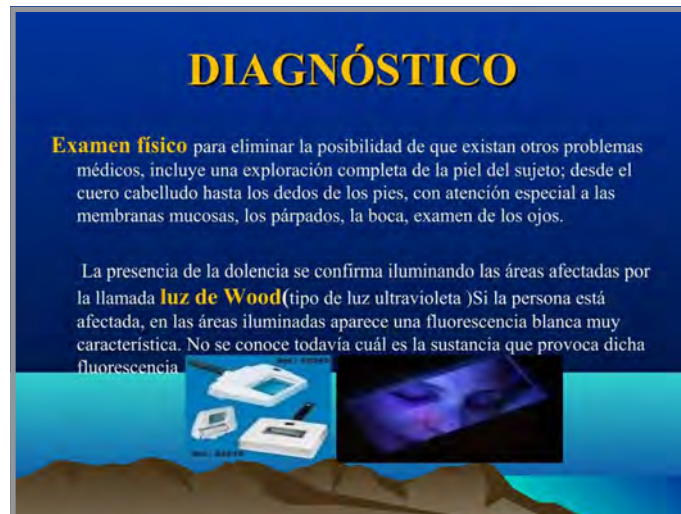 DIAGNÓSTICO
Examen físico para eliminar la posibilidad de que existan otros problemas
médicos, incluye una exploración completa de la piel del sujeto; desde el
cuero cabelludo hasta los dedos de los pies, con atención especial a las
membranas mucosas, los párpados, la boca, examen de los ojos.
La presencia de la dolencia se confirma iluminando las áreas afectadas por
la llamada luz de Wood(tipo de luz ultravioleta )Si la persona está
afectada, en las áreas iluminadas aparece una fluorescencia blanca muy
característica. No se conoce todavía cuál es la sustancia que provoca dicha
fluorescencia